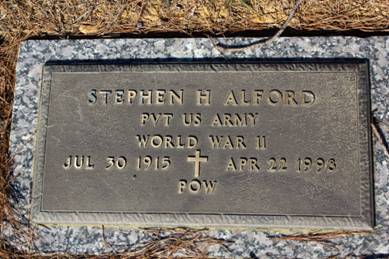 STEPHEN H ALFORD
PVT US ARMY
WORLD WAR II
JUL 30 1915 ✝ APR 22 1993
POW